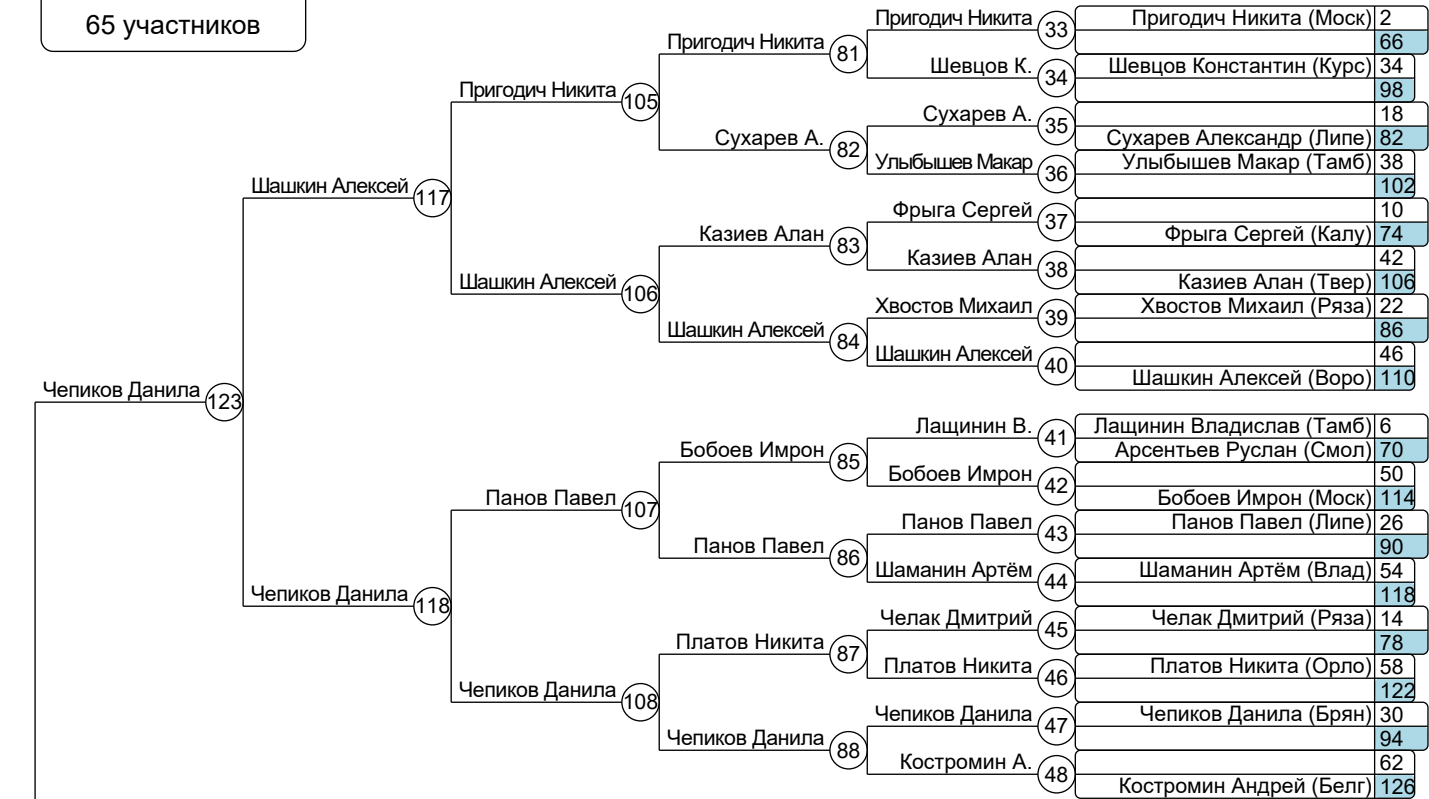 65 участников
Пригодич Никита 33 Пригодич Никита (Моск) 2
66
Пригодич Никита 81
Шевцов К. 34 Шевцов Константин (Курс) 34
98
Пригодич Никита 105
Сухарев А. 35 18
Сухарев Александр (Липе) 82
Сухарев А. 82
Улыбышев Макар 36 Улыбышев Макар (Тамб) 38
102
Шашкин Алексей 117
Фрыга Сергей 37 10
Фрыга Сергей (Калу) 74
Казиев Алан 83
Казиев Алан 38 42
Казиев Алан (Твер) 106
Шашкин Алексей 106
Хвостов Михаил 39 Хвостов Михаил (Ряза) 22
86
Шашкин Алексей 84
Шашкин Алексей 40 46
Шашкин Алексей (Воро) 110
Чепиков Данила 123
Лащинин В. 41 Лащинин Владислав (Тамб) 6
Арсентьев Руслан (Смол) 70
Бобоев Имрон 85
Бобоев Имрон 42 50
Бобоев Имрон (Моск) 114
Панов Павел 107
Панов Павел 43 Панов Павел (Липе) 26
90
Панов Павел 86
Шаманин Артём 44 Шаманин Артём (Влад) 54
118
Чепиков Данила 118
Челак Дмитрий 45 Челак Дмитрий (Ряза) 14
78
Платов Никита 87
Платов Никита 46 Платов Никита (Орло) 58
122
Чепиков Данила 108
Чепиков Данила 47 Чепиков Данила (Брян) 30
94
Чепиков Данила 88
Костромин А. 48 62
Костромин Андрей (Белг) 126